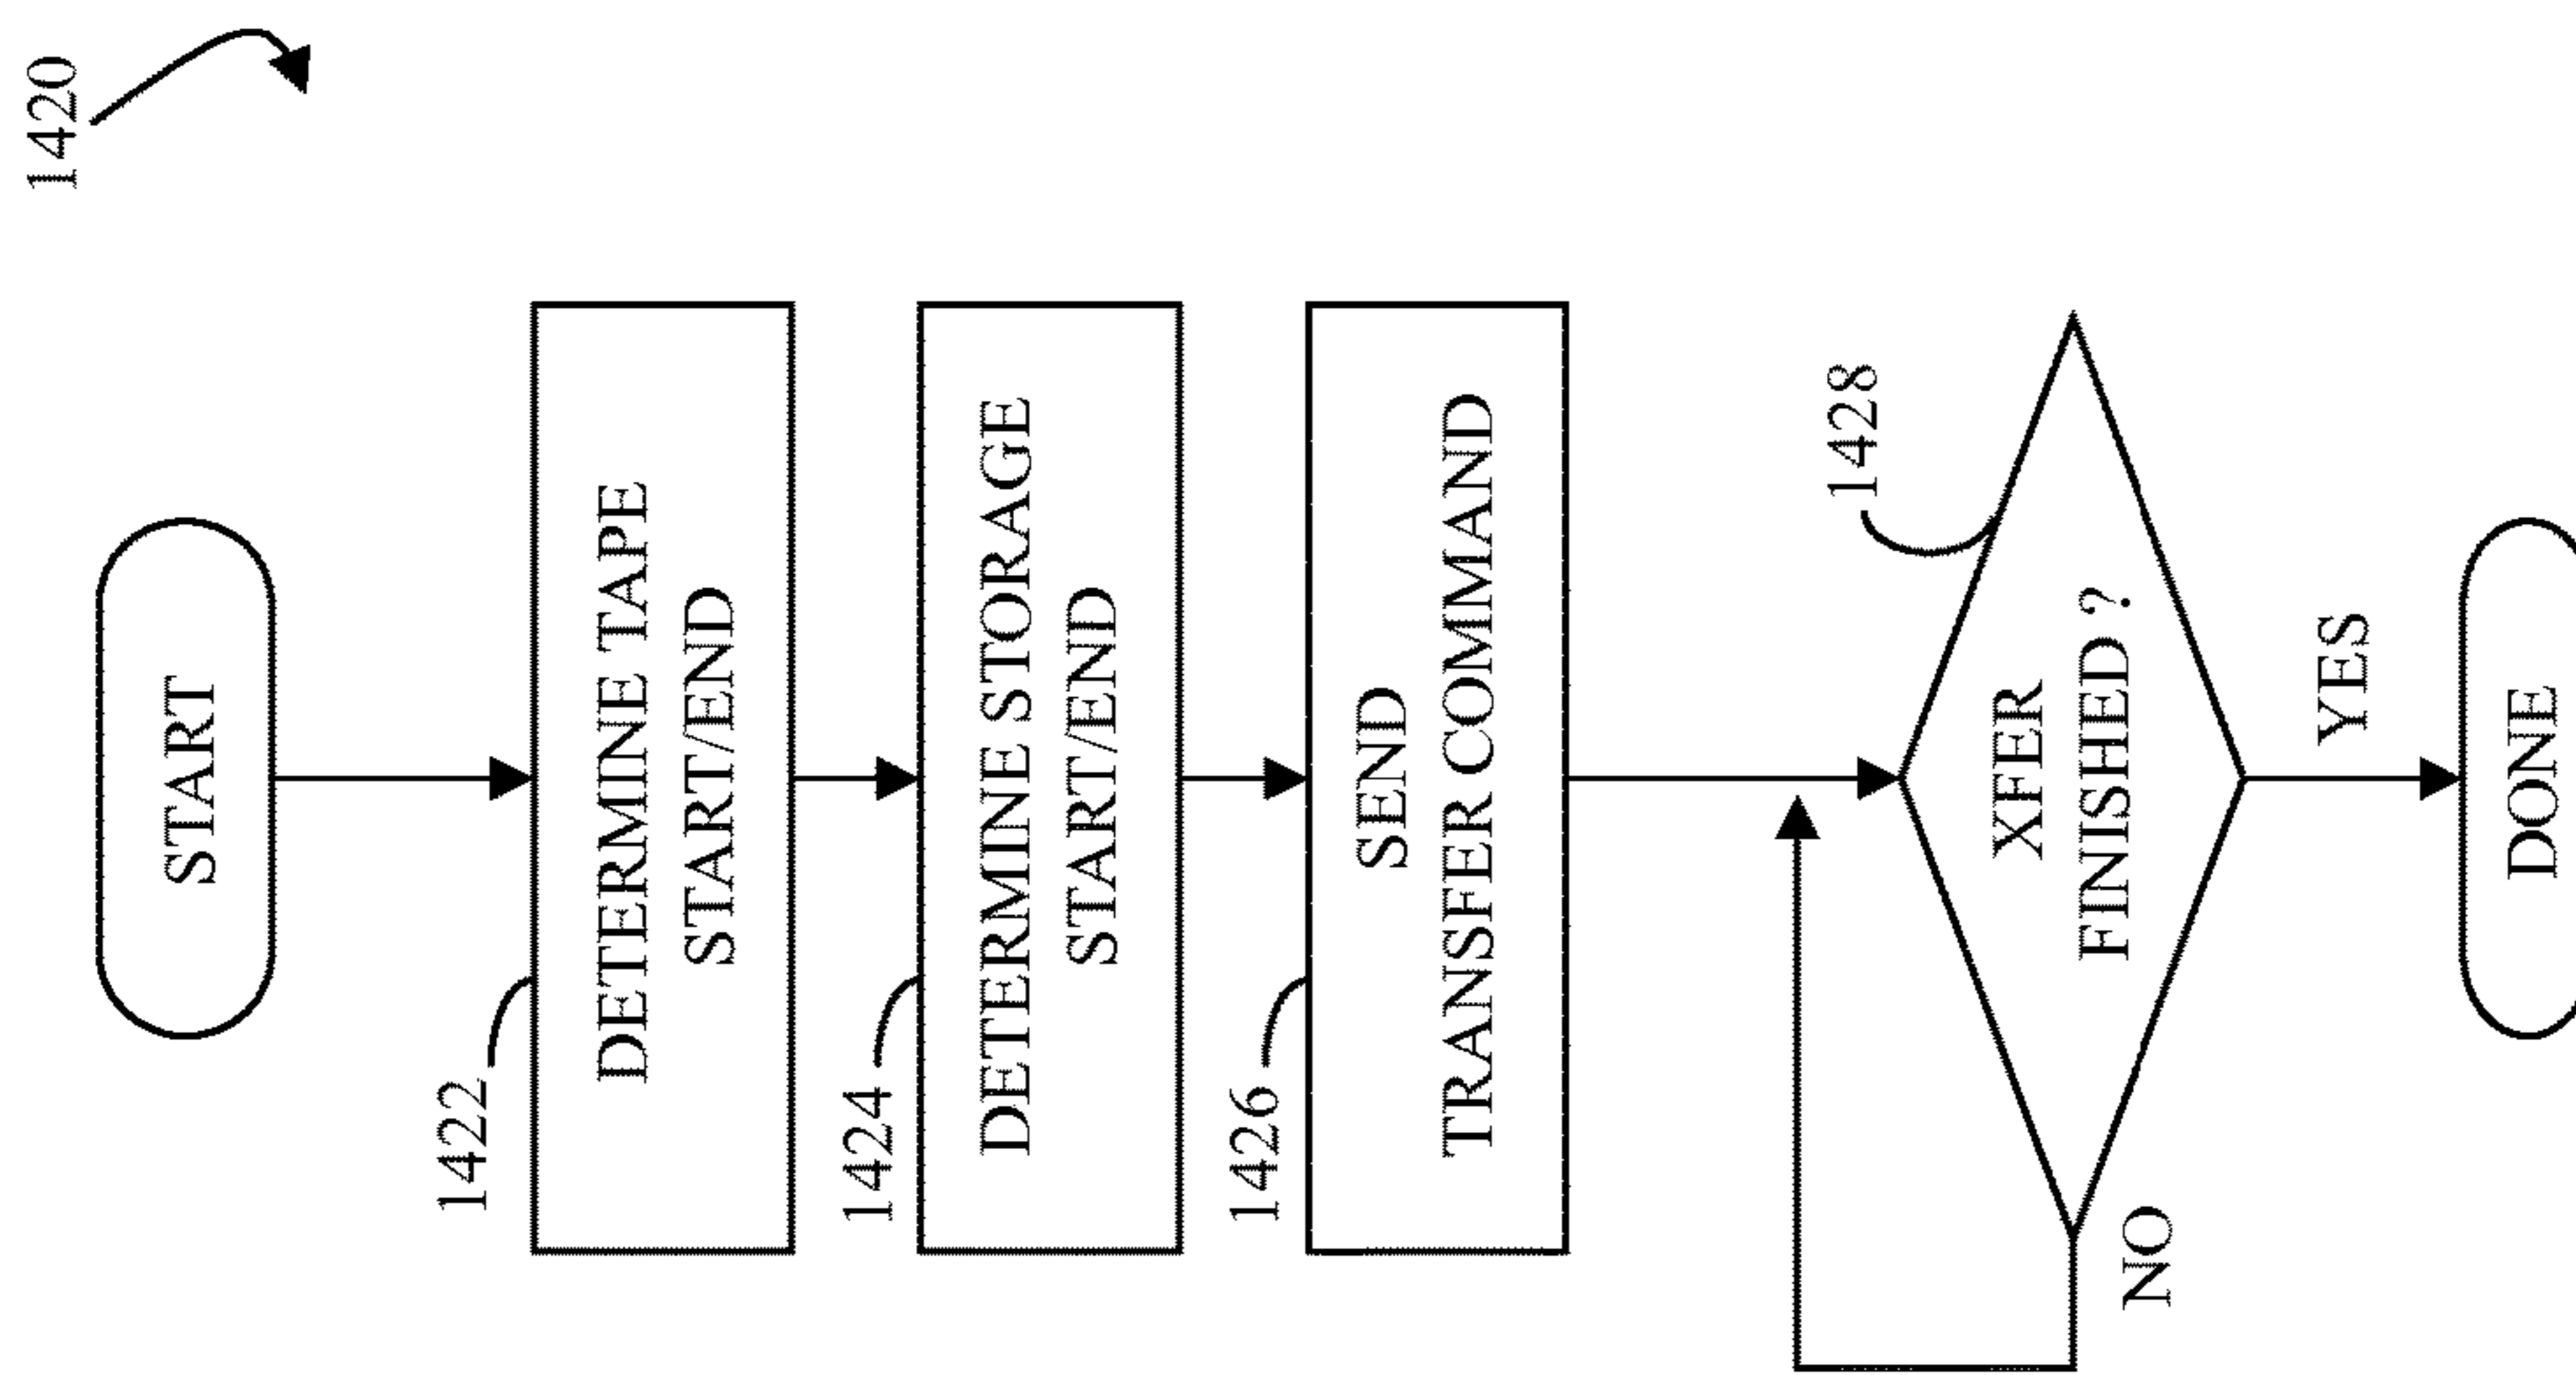 1420
START
1422
DETERMINE TAPE
START/END
1424
DETERMINE STORAGE
START/END
1426
SEND
TRANSFER COMMAND
1428
XFER
FINISHED ?
NO
YES
DONE